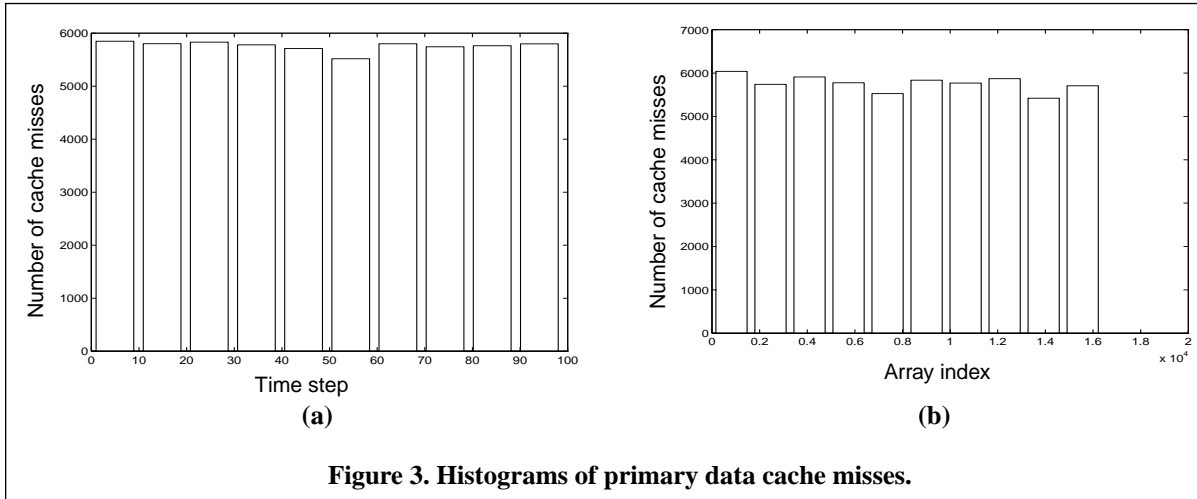 6000
5000
4000
3000
2000
1000
0
Number of cache misses
0 10 20 30 40 50 60 70 80 90 100
Time step
(a)
7000
6000
5000
4000
3000
2000
1000
0
Number of cache misses
0 0.2 0.4 0.6 0.8 1 1.2 1.4 1.6 1.8 2
x 10⁴
Array index
(b)
Figure 3. Histograms of primary data cache misses.